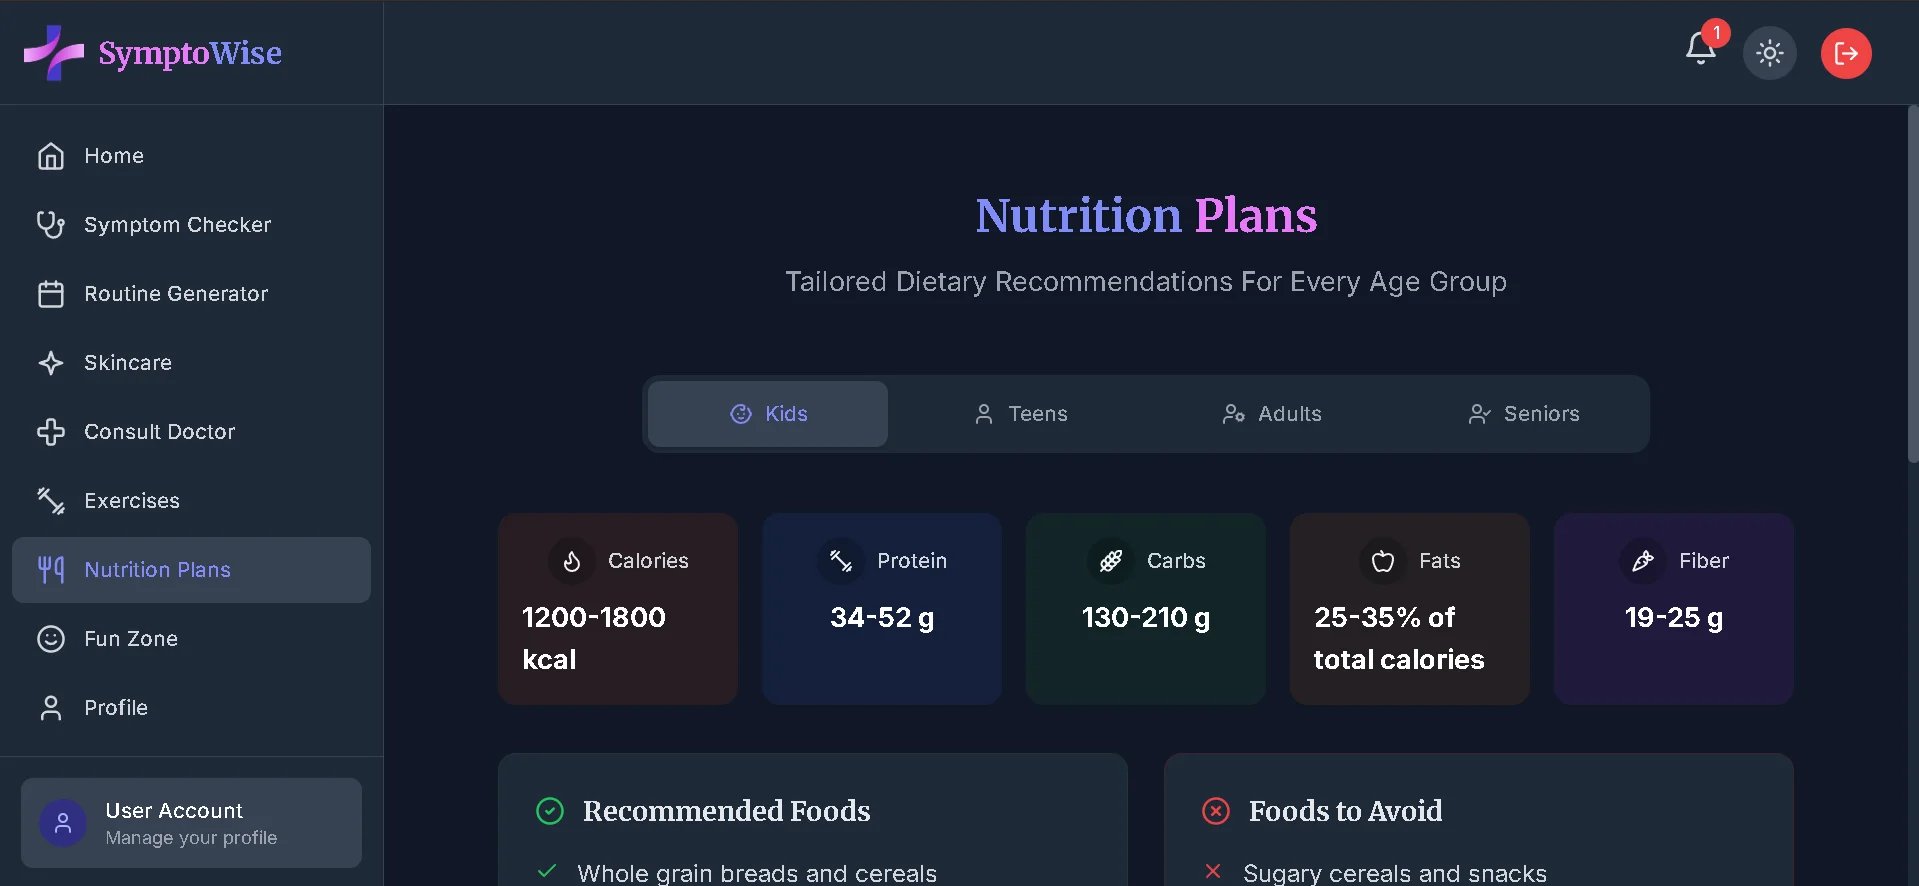 SymptoWise
1
Home
Symptom Checker
Routine Generator
Skincare
Consult Doctor
Exercises
Nutrition Plans
Fun Zone
Profile
User Account
Manage your profile
Nutrition Plans
Tailored Dietary Recommendations For Every Age Group
Kids
Teens
Adults
Seniors
Calories
1200-1800
kcal
Protein
34-52 g
Carbs
130-210 g
Fats
25-35% of
total calories
Fiber
19-25 g
Recommended Foods
Whole grain breads and cereals
Foods to Avoid
Sugary cereals and snacks